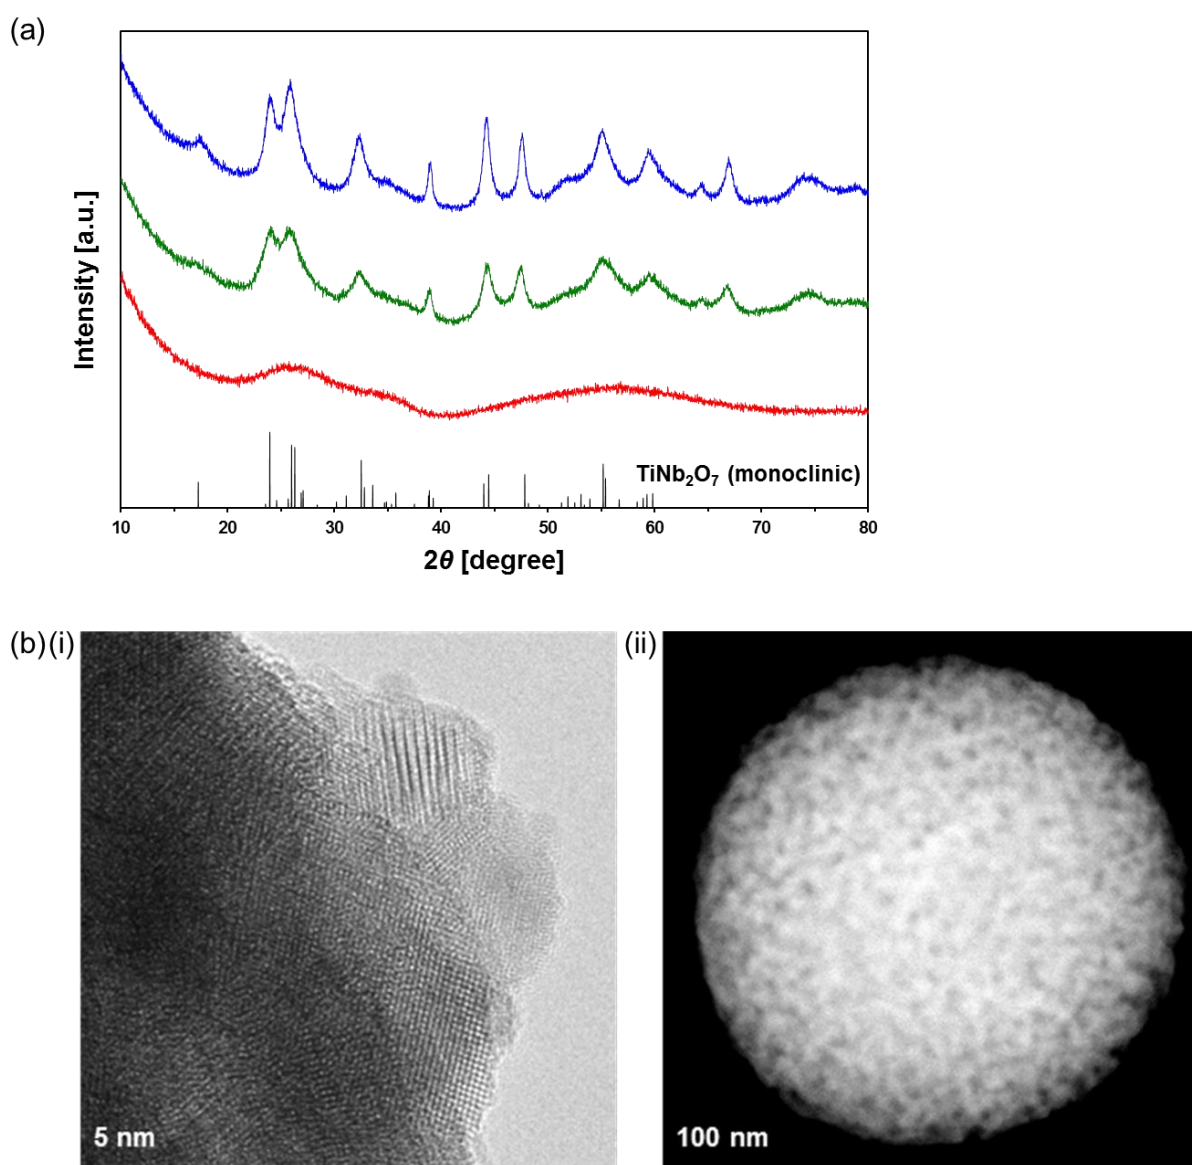 (a)
Intensity [a.u.]
TiNb₂O₇ (monoclinic)
10 20 30 40 50 60 70 80
2θ [degree]
(b) (i) (ii)
5 nm 100 nm